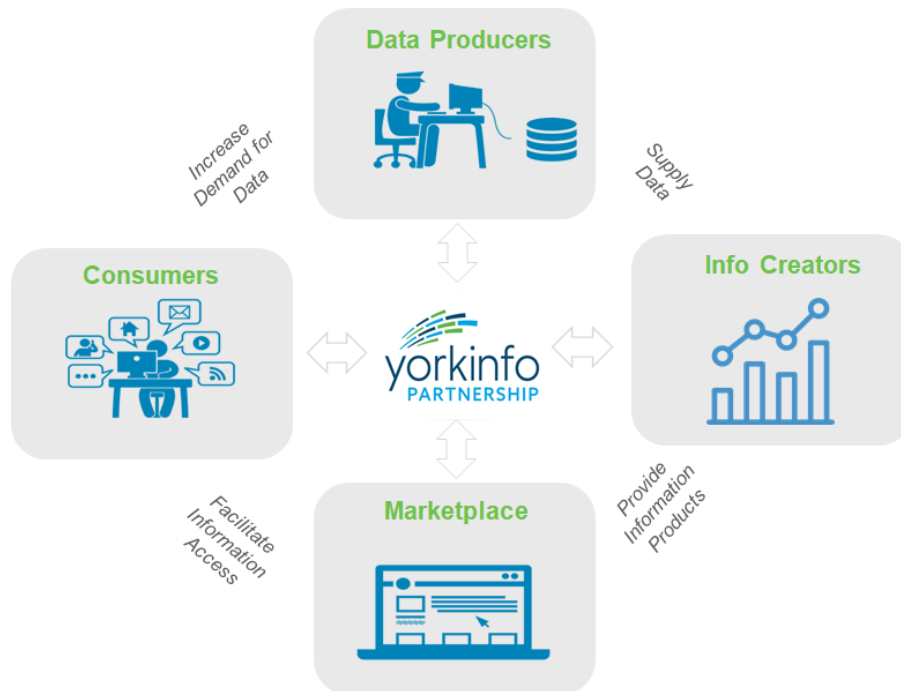 Data Producers
Increase
Demand for
Data
Supply
Data
Consumers
Info Creators
yorkinfo
PARTNERSHIP
Facilitate
Information
Access
Marketplace
Provide
Information
Products